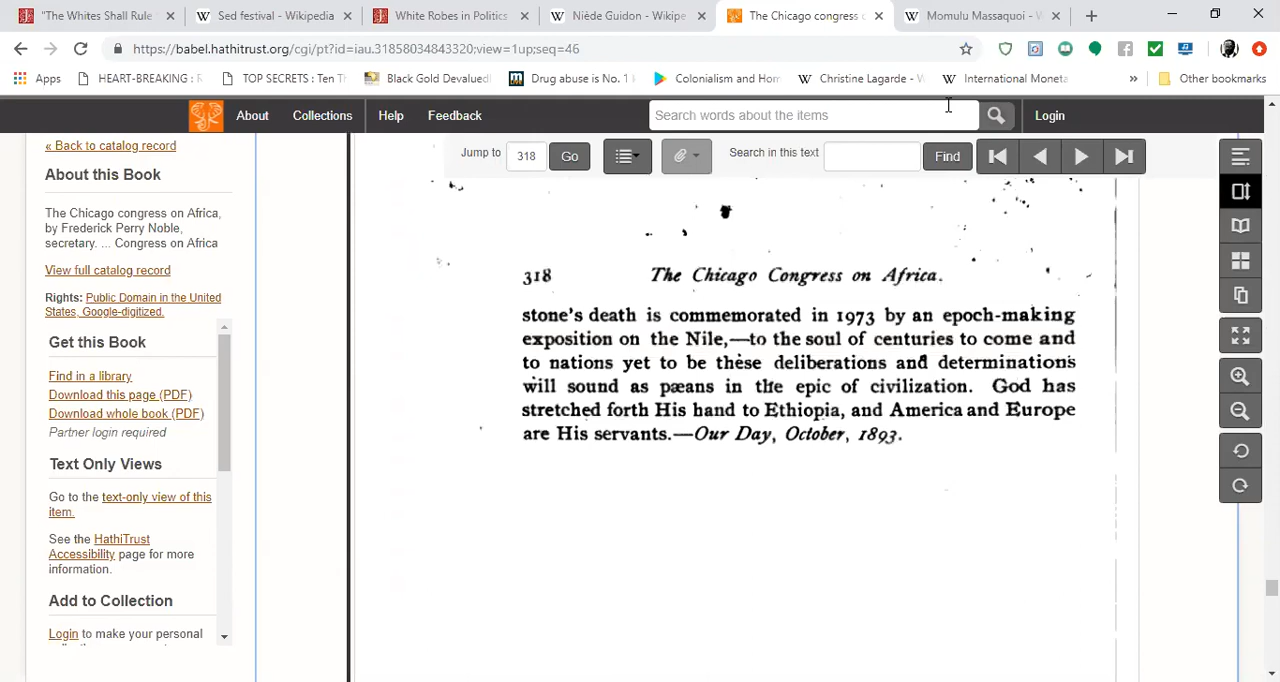 "The Whites Shall Rule
Sed festival - Wikipedia
White Robes in Politics
Niède Guidon - Wikipe
The Chicago congress o
Momulu Massaquoi - W
https://babel.hathitrust.org/cgi/pt?id=iau.31858034843320;view=1up;seq=46
Apps
HEART-BREAKING : R
TOP SECRETS : Ten Th
Black Gold Devalued
Drug abuse is No. 1 k
Colonialism and Hom
Christine Lagarde - W
International Moneta
Other bookmarks
About
Collections
Help
Feedback
Search words about the items
Login
« Back to catalog record
About this Book
The Chicago congress on Africa,
by Frederick Perry Noble,
secretary. ... Congress on Africa
View full catalog record
Rights: Public Domain in the United
States, Google-digitized.
Get this Book
Find in a library
Download this page (PDF)
Download whole book (PDF)
Partner login required
Text Only Views
Go to the text-only view of this
item.
See the HathiTrust
Accessibility page for more
information.
Add to Collection
Login to make your personal
Jump to
318
Go
Search in this text
Find
318 The Chicago Congress on Africa.
stone's death is commemorated in 1973 by an epoch-making
exposition on the Nile,—to the soul of centuries to come and
to nations yet to be these deliberations and determinations
will sound as pæans in the epic of civilization. God has
stretched forth His hand to Ethiopia, and America and Europe
are His servants.—Our Day, October, 1893.